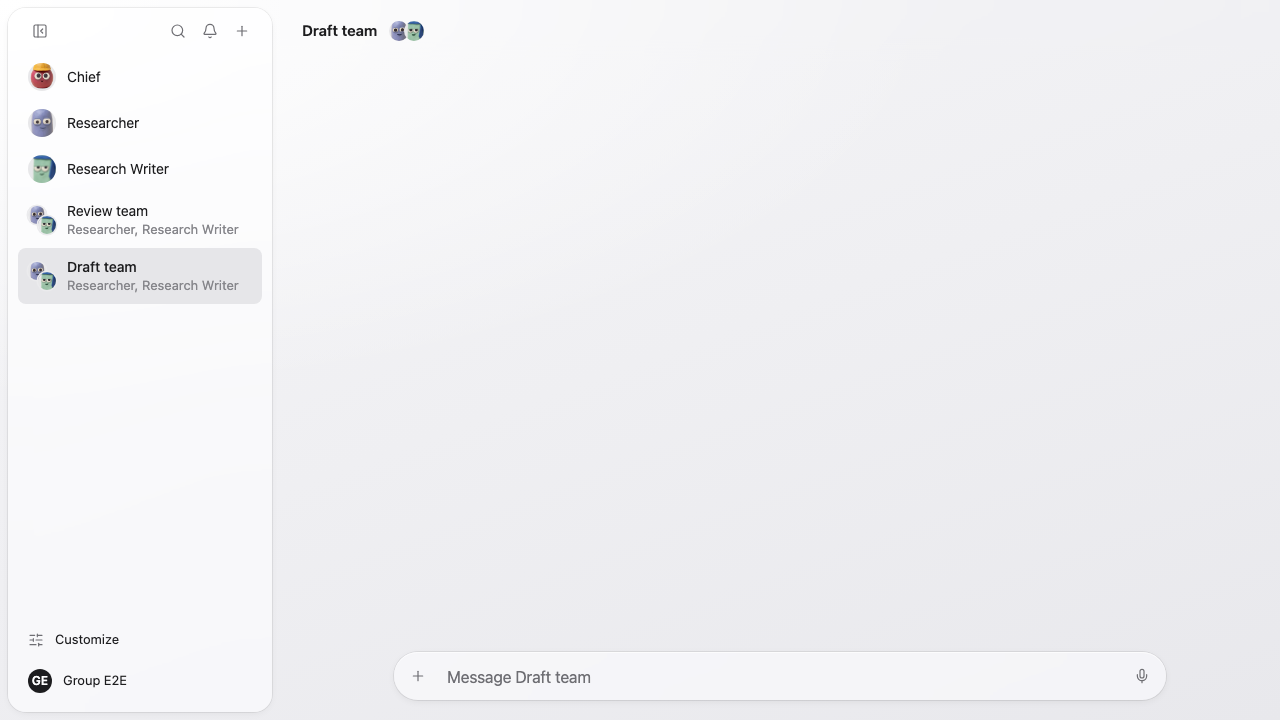 Draft team
Chief
Researcher
Research Writer
Review team
Researcher, Research Writer
Draft team
Researcher, Research Writer
Customize
GE
Group E2E
Message Draft team